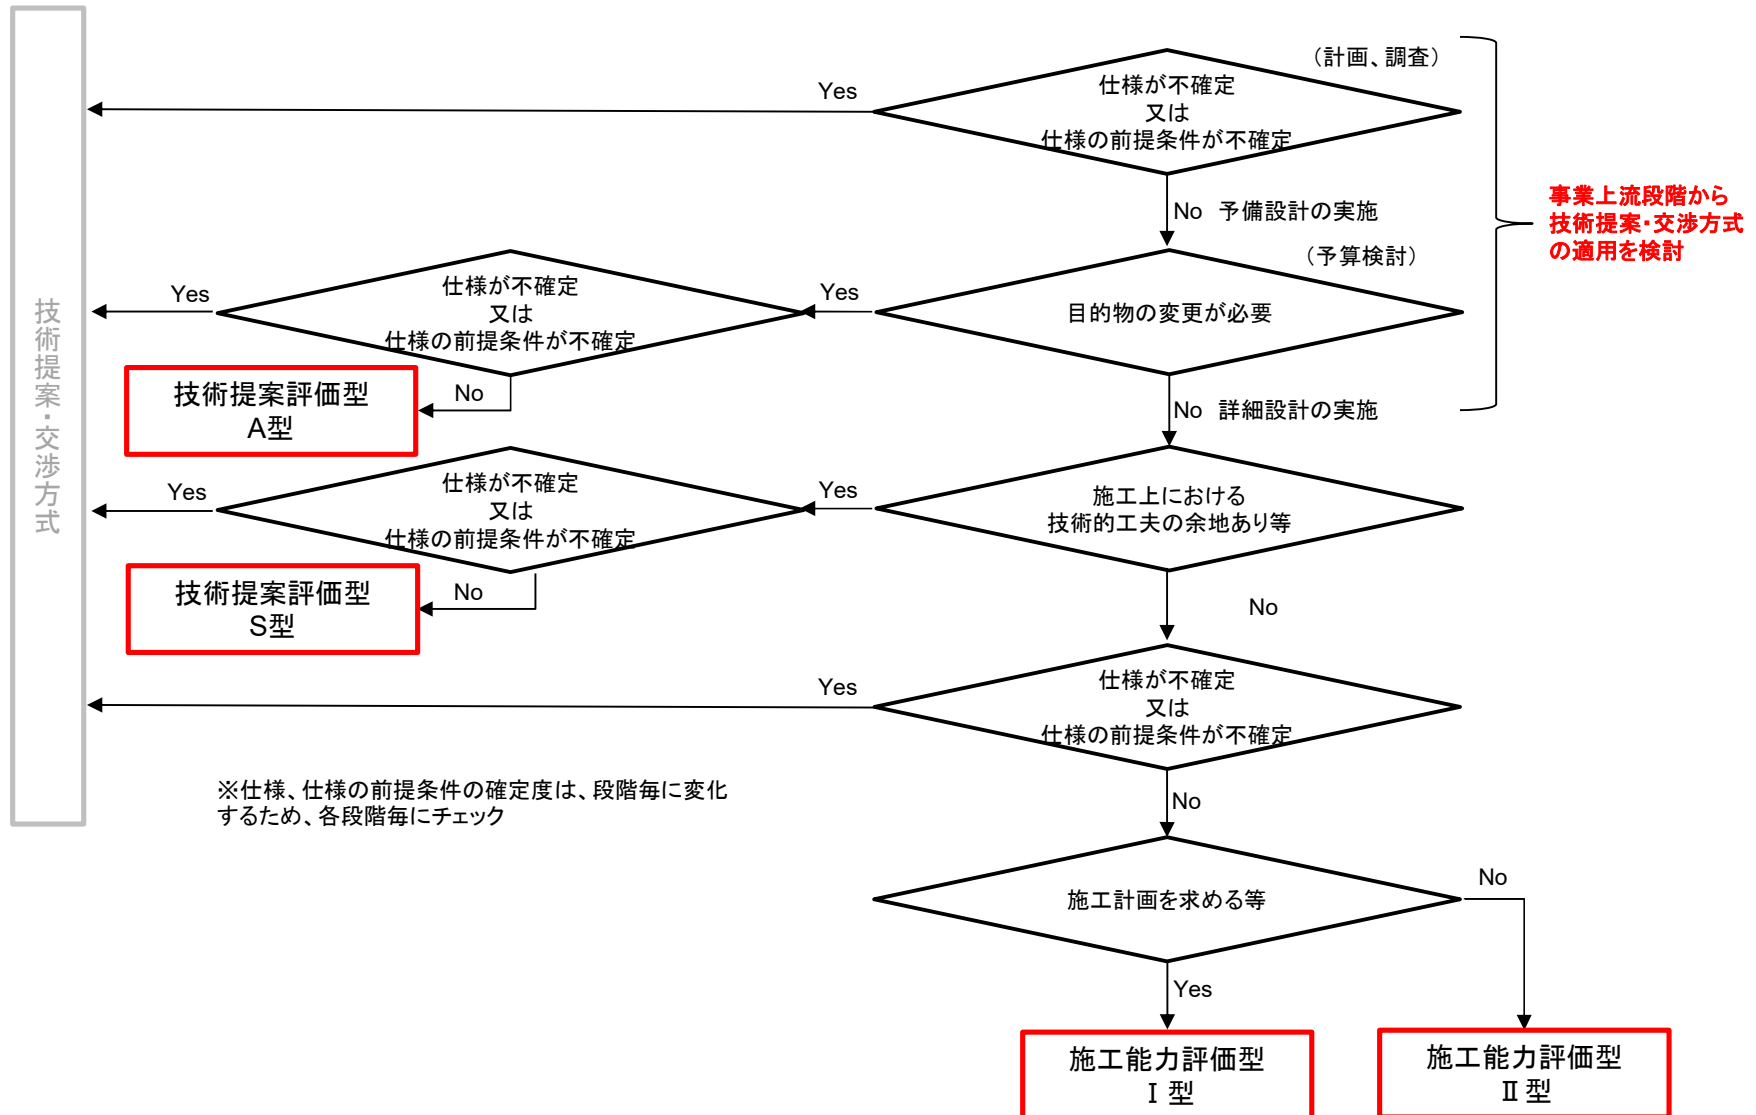 （計画、調査）
仕様が不確定
又は
仕様の前提条件が不確定
Yes
No 予備設計の実施
事業上流段階から
技術提案・交渉方式
の適用を検討
（予算検討）
目的物の変更が必要
Yes
仕様が不確定
又は
仕様の前提条件が不確定
Yes
No
技術提案評価型
A型
No 詳細設計の実施
技術提案・交渉方式
施工上における
技術的工夫の余地あり等
Yes
仕様が不確定
又は
仕様の前提条件が不確定
Yes
No
技術提案評価型
S型
No
仕様が不確定
又は
仕様の前提条件が不確定
Yes
※仕様、仕様の前提条件の確定度は、段階毎に変化
するため、各段階毎にチェック
No
施工計画を求める等
No
Yes
施工能力評価型
Ⅰ型
施工能力評価型
Ⅱ型